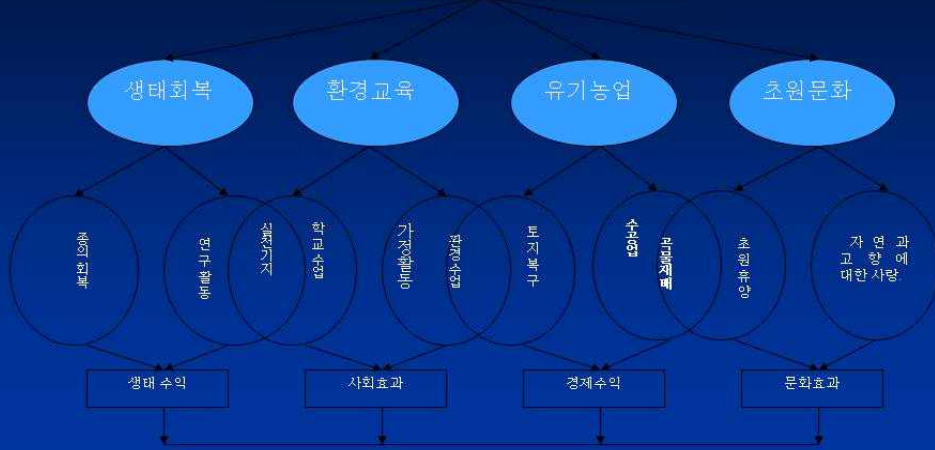 생태회복
환경교육
유기농업
초원문화
종의회복
연구활동
실천기지
학교수업
가정활동
환경수업
토지복구
수공업
곡물재배
초원휴양
자연과
고향에
대한사랑.
생태 수익
사회효과
경제수익
문화효과